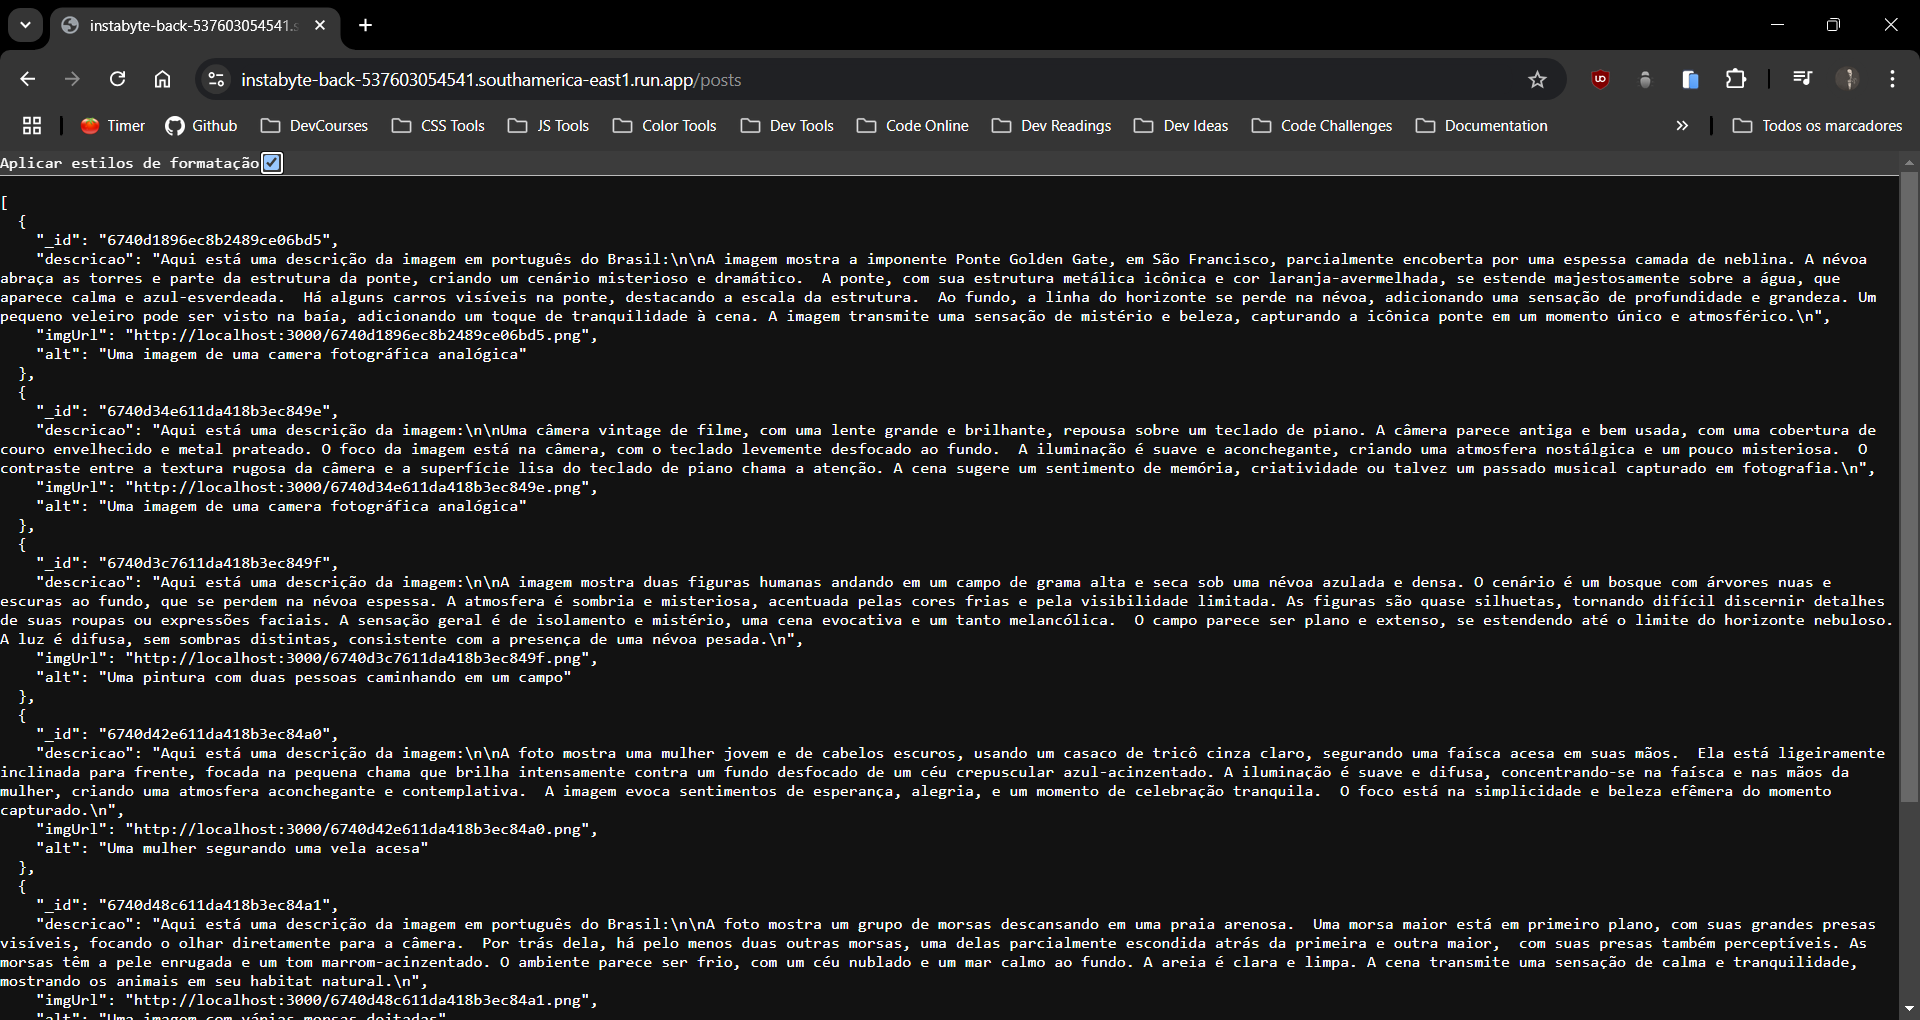 instabyte-back-537603054541.s
instabyte-back-537603054541.southamerica-east1.run.app/posts
Timer Github DevCourses CSS Tools JS Tools Color Tools Dev Tools Code Online Dev Readings Dev Ideas Code Challenges Documentation » Todos os marcadores
Aplicar estilos de formatação
[
  {
    "_id": "6740d1896ec8b2489ce06bd5",
    "descricao": "Aqui está uma descrição da imagem em português do Brasil:\n\nA imagem mostra a imponente Ponte Golden Gate, em São Francisco, parcialmente encoberta por uma espessa camada de neblina. A névoa
abraça as torres e parte da estrutura da ponte, criando um cenário misterioso e dramático.  A ponte, com sua estrutura metálica icônica e cor laranja-avermelhada, se estende majestosamente sobre a água, que
aparece calma e azul-esverdeada.  Há alguns carros visíveis na ponte, destacando a escala da estrutura.  Ao fundo, a linha do horizonte se perde na névoa, adicionando uma sensação de profundidade e grandeza. Um
pequeno veleiro pode ser visto na baía, adicionando um toque de tranquilidade à cena. A imagem transmite uma sensação de mistério e beleza, capturando a icônica ponte em um momento único e atmosférico.\n",
    "imgUrl": "http://localhost:3000/6740d1896ec8b2489ce06bd5.png",
    "alt": "Uma imagem de uma camera fotográfica analógica"
  },
  {
    "_id": "6740d34e611da418b3ec849e",
    "descricao": "Aqui está uma descrição da imagem:\n\nUma câmera vintage de filme, com uma lente grande e brilhante, repousa sobre um teclado de piano. A câmera parece antiga e bem usada, com uma cobertura de
couro envelhecido e metal prateado. O foco da imagem está na câmera, com o teclado levemente desfocado ao fundo.  A iluminação é suave e aconchegante, criando uma atmosfera nostálgica e um pouco misteriosa.  O
contraste entre a textura rugosa da câmera e a superfície lisa do teclado de piano chama a atenção. A cena sugere um sentimento de memória, criatividade ou talvez um passado musical capturado em fotografia.\n",
    "imgUrl": "http://localhost:3000/6740d34e611da418b3ec849e.png",
    "alt": "Uma imagem de uma camera fotográfica analógica"
  },
  {
    "_id": "6740d3c7611da418b3ec849f",
    "descricao": "Aqui está uma descrição da imagem:\n\nA imagem mostra duas figuras humanas andando em um campo de grama alta e seca sob uma névoa azulada e densa. O cenário é um bosque com árvores nuas e
escuras ao fundo, que se perdem na névoa espessa. A atmosfera é sombria e misteriosa, acentuada pelas cores frias e pela visibilidade limitada. As figuras são quase silhuetas, tornando difícil discernir detalhes
de suas roupas ou expressões faciais. A sensação geral é de isolamento e mistério, uma cena evocativa e um tanto melancólica.  O campo parece ser plano e extenso, se estendendo até o limite do horizonte nebuloso.
A luz é difusa, sem sombras distintas, consistente com a presença de uma névoa pesada.\n",
    "imgUrl": "http://localhost:3000/6740d3c7611da418b3ec849f.png",
    "alt": "Uma pintura com duas pessoas caminhando em um campo"
  },
  {
    "_id": "6740d42e611da418b3ec84a0",
    "descricao": "Aqui está uma descrição da imagem:\n\nA foto mostra uma mulher jovem e de cabelos escuros, usando um casaco de tricô cinza claro, segurando uma faísca acesa em suas mãos.  Ela está ligeiramente
inclinada para frente, focada na pequena chama que brilha intensamente contra um fundo desfocado de um céu crepuscular azul-acinzentado. A iluminação é suave e difusa, concentrando-se na faísca e nas mãos da
mulher, criando uma atmosfera aconchegante e contemplativa.  A imagem evoca sentimentos de esperança, alegria, e um momento de celebração tranquila.  O foco está na simplicidade e beleza efêmera do momento
capturado.\n",
    "imgUrl": "http://localhost:3000/6740d42e611da418b3ec84a0.png",
    "alt": "Uma mulher segurando uma vela acesa"
  },
  {
    "_id": "6740d48c611da418b3ec84a1",
    "descricao": "Aqui está uma descrição da imagem em português do Brasil:\n\nA foto mostra um grupo de morsas descansando em uma praia arenosa.  Uma morsa maior está em primeiro plano, com suas grandes presas
visíveis, focando o olhar diretamente para a câmera.  Por trás dela, há pelo menos duas outras morsas, uma delas parcialmente escondida atrás da primeira e outra maior,  com suas presas também perceptíveis. As
morsas têm a pele enrugada e um tom marrom-acinzentado. O ambiente parece ser frio, com um céu nublado e um mar calmo ao fundo. A areia é clara e limpa. A cena transmite uma sensação de calma e tranquilidade,
mostrando os animais em seu habitat natural.\n",
    "imgUrl": "http://localhost:3000/6740d48c611da418b3ec84a1.png",
    "alt": "Uma imagem com várias morsas deitadas"